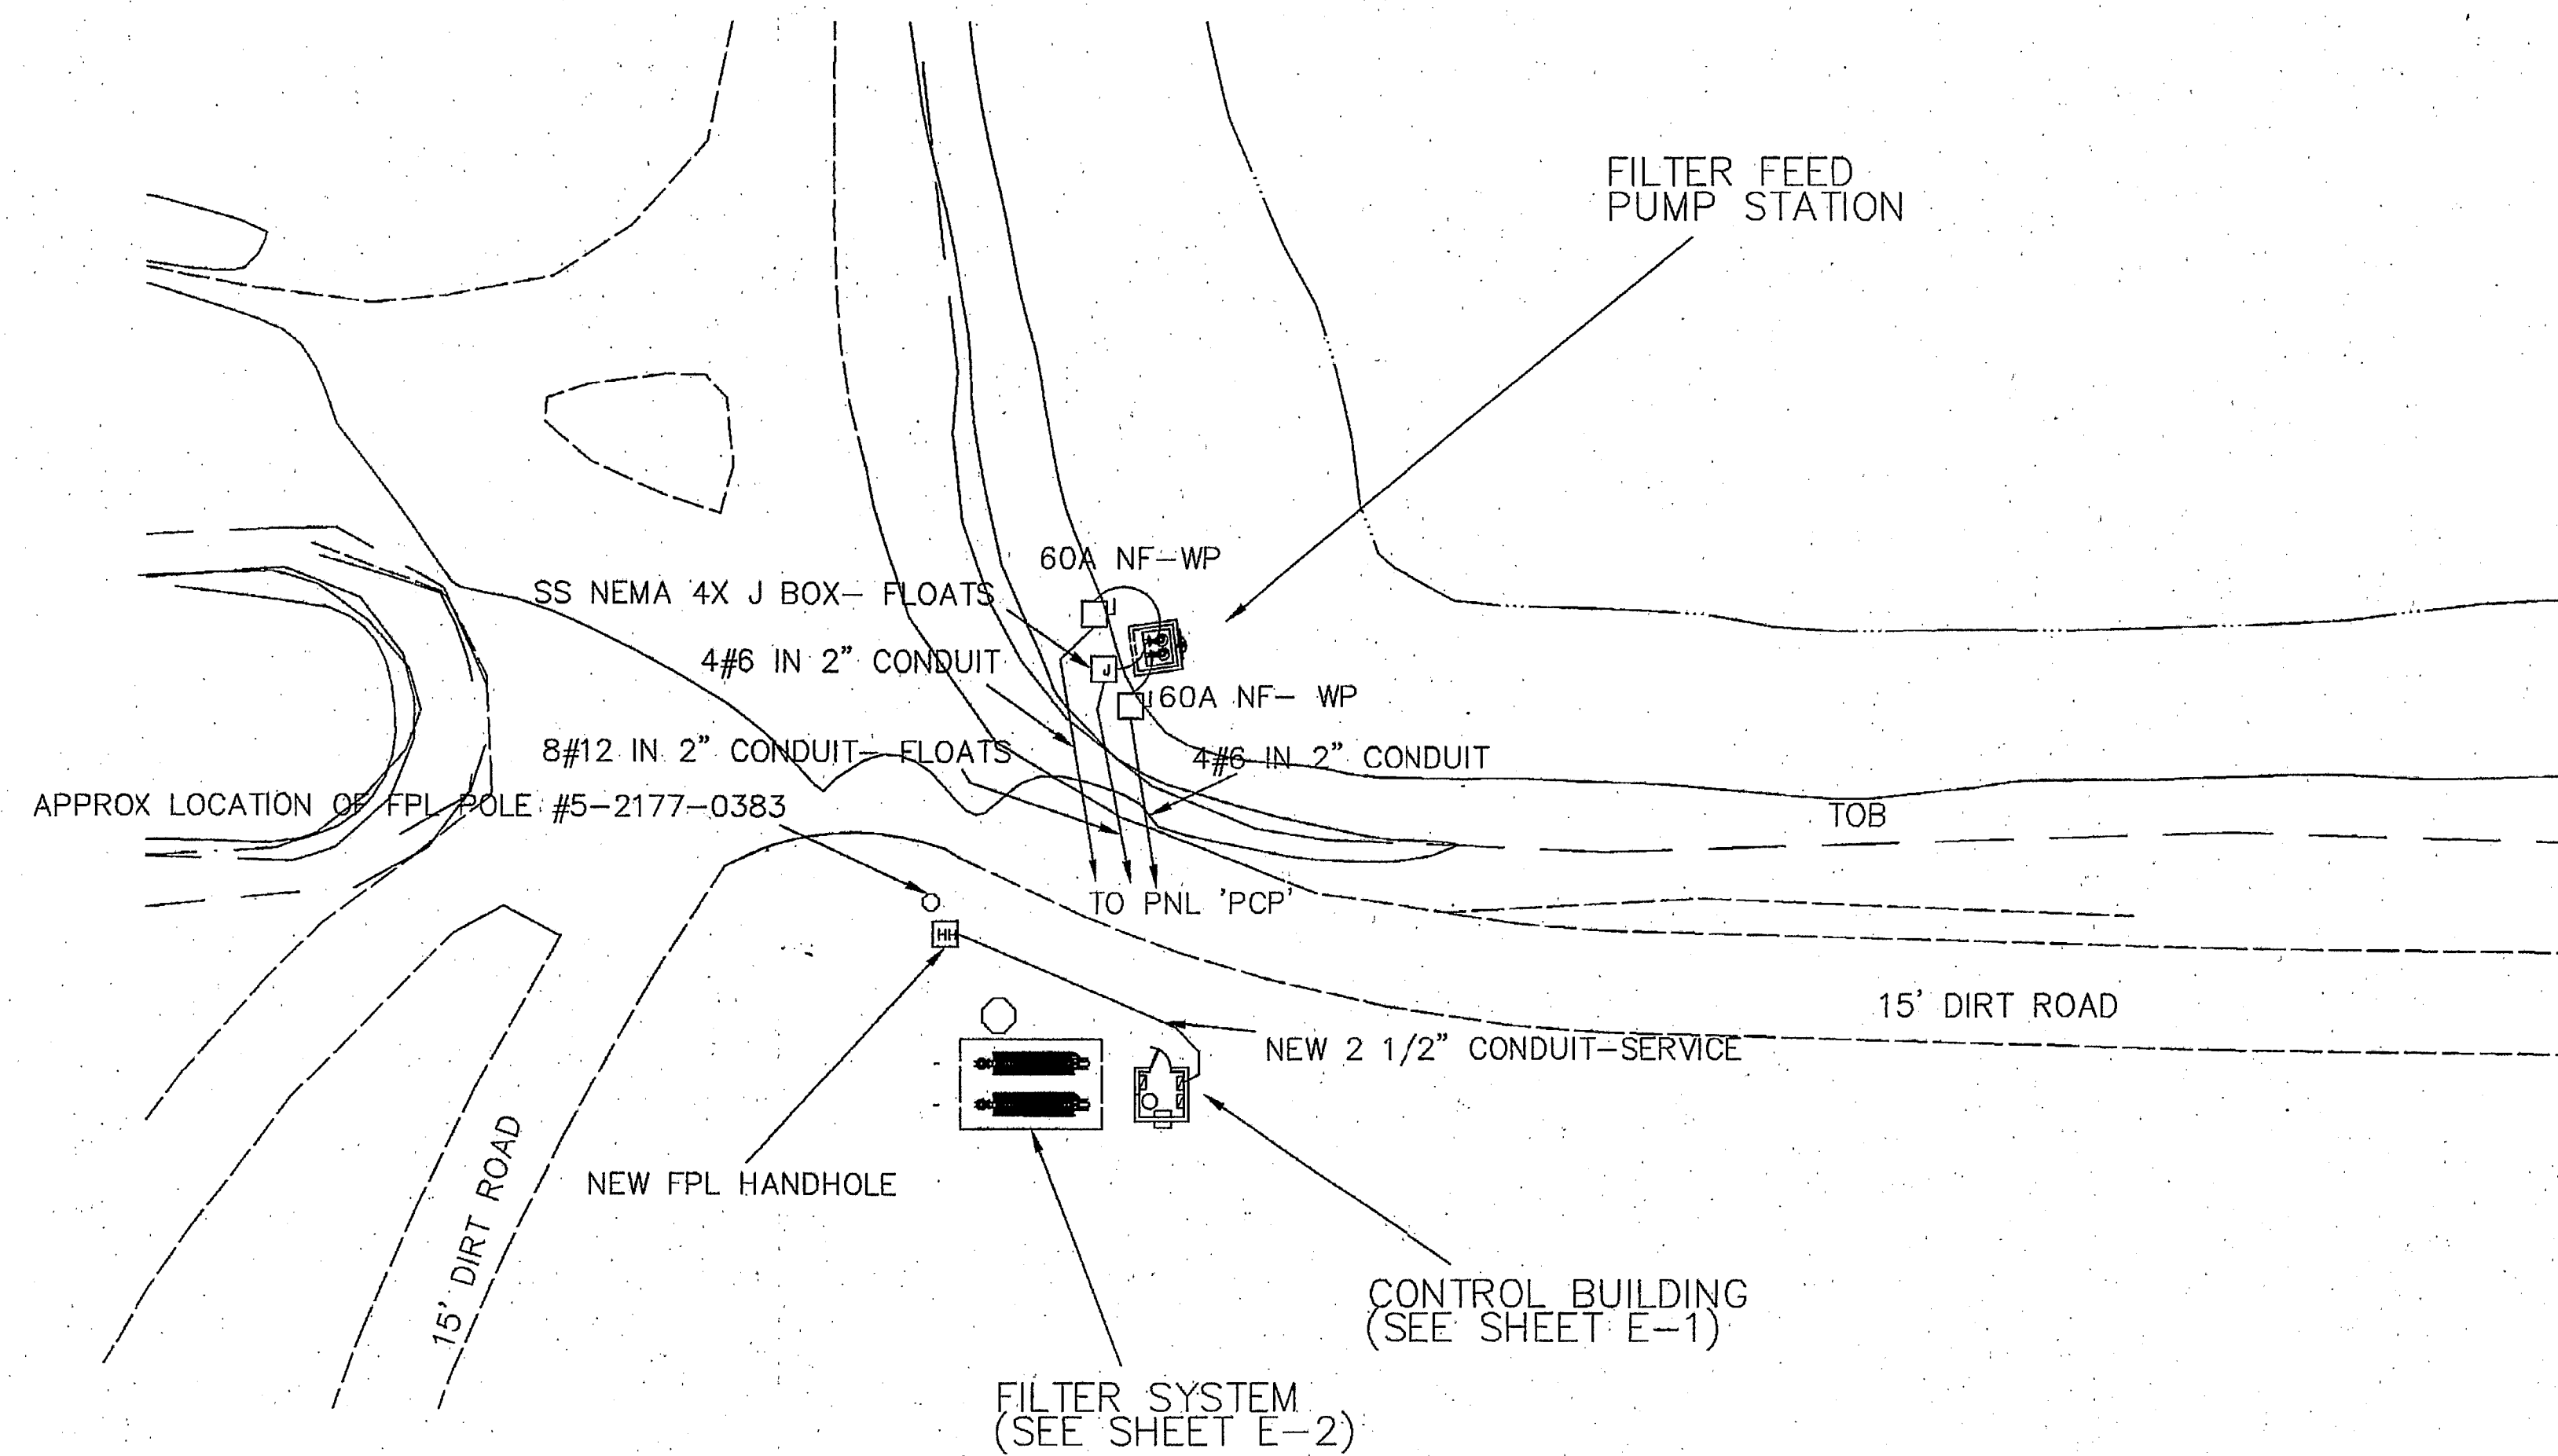 FILTER FEED
PUMP STATION
60A NF-WP
SS NEMA 4X J BOX- FLOATS
J
4#6 IN 2" CONDUIT
60A NF- WP
8#12 IN 2" CONDUIT- FLOATS
4#6 IN 2" CONDUIT
APPROX LOCATION OF FPL POLE #5-2177-0383
TOB
TO PNL 'PCP'
HH
15' DIRT ROAD
NEW 2 1/2" CONDUIT-SERVICE
NEW FPL HANDHOLE
15' DIRT ROAD
CONTROL BUILDING
(SEE SHEET E-1)
FILTER SYSTEM
(SEE SHEET E-2)